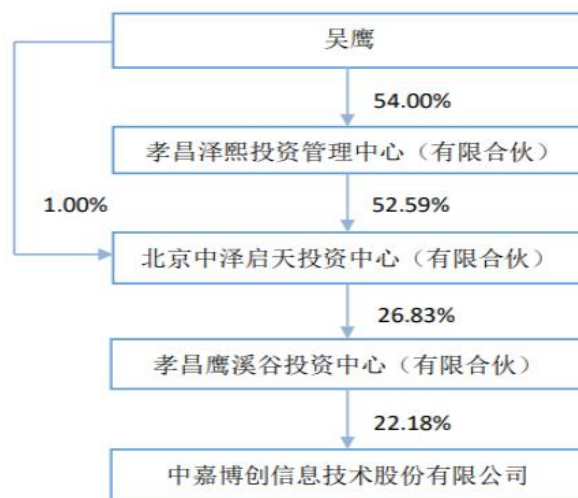 吴鹰
54.00%
孝昌泽熙投资管理中心（有限合伙）
1.00%
52.59%
北京中泽启天投资中心（有限合伙）
26.83%
孝昌鹰溪谷投资中心（有限合伙）
22.18%
中嘉博创信息技术股份有限公司